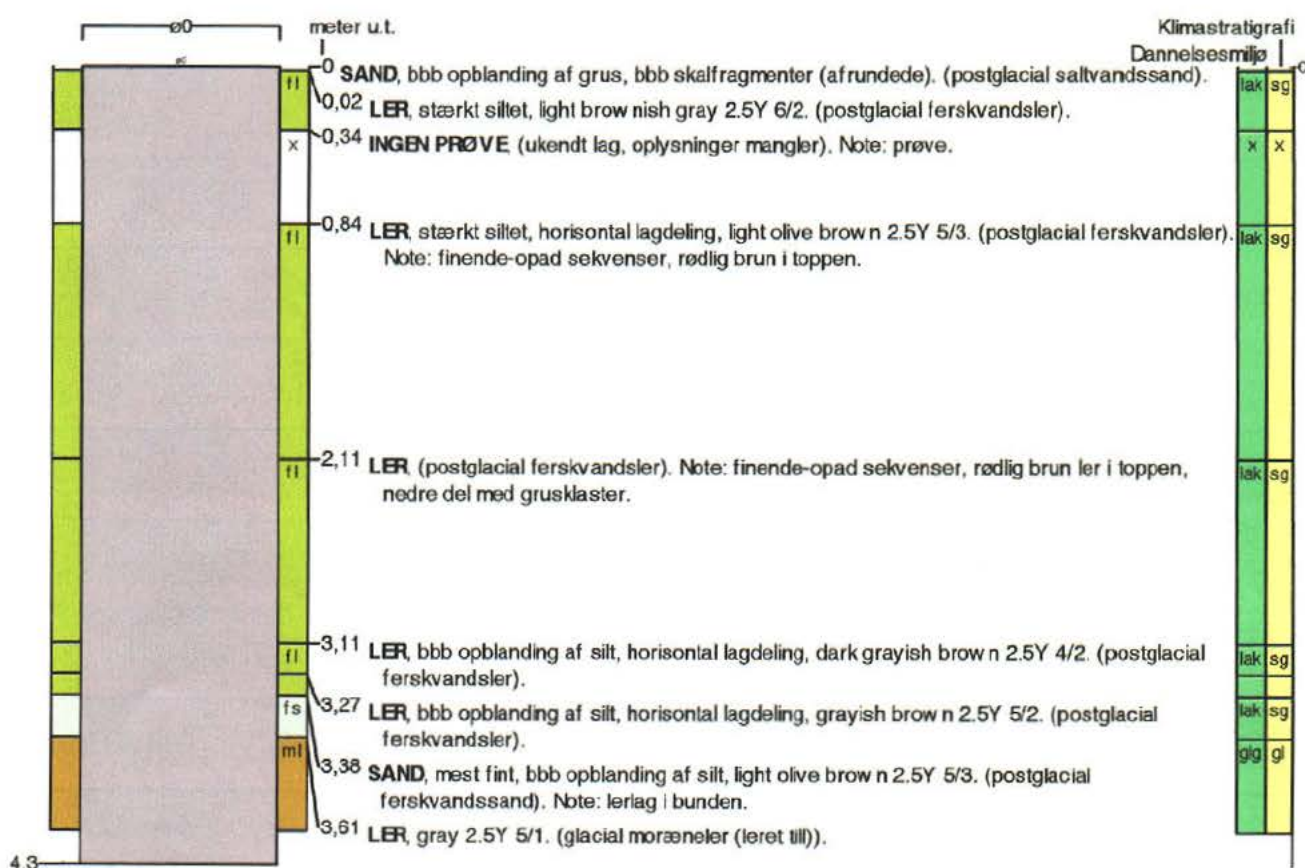 ø0 meter u.t. Klimastratigrafi
Dannelsesmiljø
0 SAND, bbb opblanding af grus, bbb skalfragmenter (afrundede). (postglacial saltvandssand). 0
fl lak sg
0,02 LER, stærkt siltet, light brownish gray 2.5Y 6/2. (postglacial ferskvandsler).
0,34 INGEN PRØVE, (ukendt lag, oplysninger mangler). Note: prøve.
x x x
0,84 LER, stærkt siltet, horisontal lagdeling, light olive brown 2.5Y 5/3. (postglacial ferskvandsler).
fl lak sg
Note: finende-opad sekvenser, rødlig brun i toppen.
2,11 LER, (postglacial ferskvandsler). Note: finende-opad sekvenser, rødlig brun ler i toppen,
fl lak sg
nedre del med grusklaster.
3,11 LER, bbb opblanding af silt, horisontal lagdeling, dark grayish brown 2.5Y 4/2. (postglacial
fl lak sg
ferskvandsler).
3,27 LER, bbb opblanding af silt, horisontal lagdeling, grayish brown 2.5Y 5/2. (postglacial
fs lak sg
ferskvandsler).
ml glg gl
3,38 SAND, mest fint, bbb opblanding af silt, light olive brown 2.5Y 5/3. (postglacial
ferskvandssand). Note: lerlag i bunden.
3,61 LER, gray 2.5Y 5/1. (glacial moræneler (leret till)).
4,3